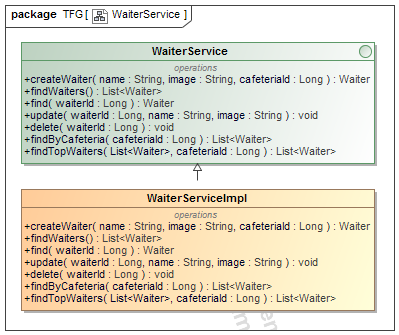 package TFG [ WaiterService ]
WaiterService
operations
+createWaiter( name : String, image : String, cafeteriaId : Long ) : Waiter
+findWaiters() : List<Waiter>
+find( waiterId : Long ) : Waiter
+update( waiterId : Long, name : String, image : String ) : void
+delete( waiterId : Long ) : void
+findByCafeteria( cafeteriaId : Long ) : List<Waiter>
+findTopWaiters( List<Waiter>, cafeteriaId : Long ) : List<Waiter>
WaiterServiceImpl
operations
+createWaiter( name : String, image : String, cafeteriaId : Long ) : Waiter
+findWaiters() : List<Waiter>
+find( waiterId : Long ) : Waiter
+update( waiterId : Long, name : String, image : String ) : void
+delete( waiterId : Long ) : void
+findByCafeteria( cafeteriaId : Long ) : List<Waiter>
+findTopWaiters( List<Waiter>, cafeteriaId : Long ) : List<Waiter>